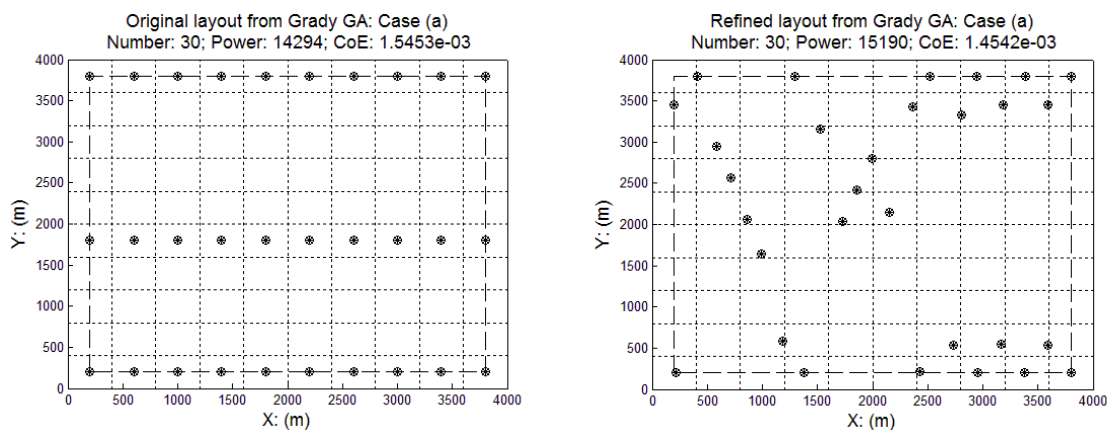 Original layout from Grady GA: Case (a)
Number: 30; Power: 14294; CoE: 1.5453e-03
4000
3500
3000
2500
2000
1500
1000
500
0
Y: (m)
0 500 1000 1500 2000 2500 3000 3500 4000
X: (m)
Refined layout from Grady GA: Case (a)
Number: 30; Power: 15190; CoE: 1.4542e-03
4000
3500
3000
2500
2000
1500
1000
500
0
Y: (m)
0 500 1000 1500 2000 2500 3000 3500 4000
X: (m)